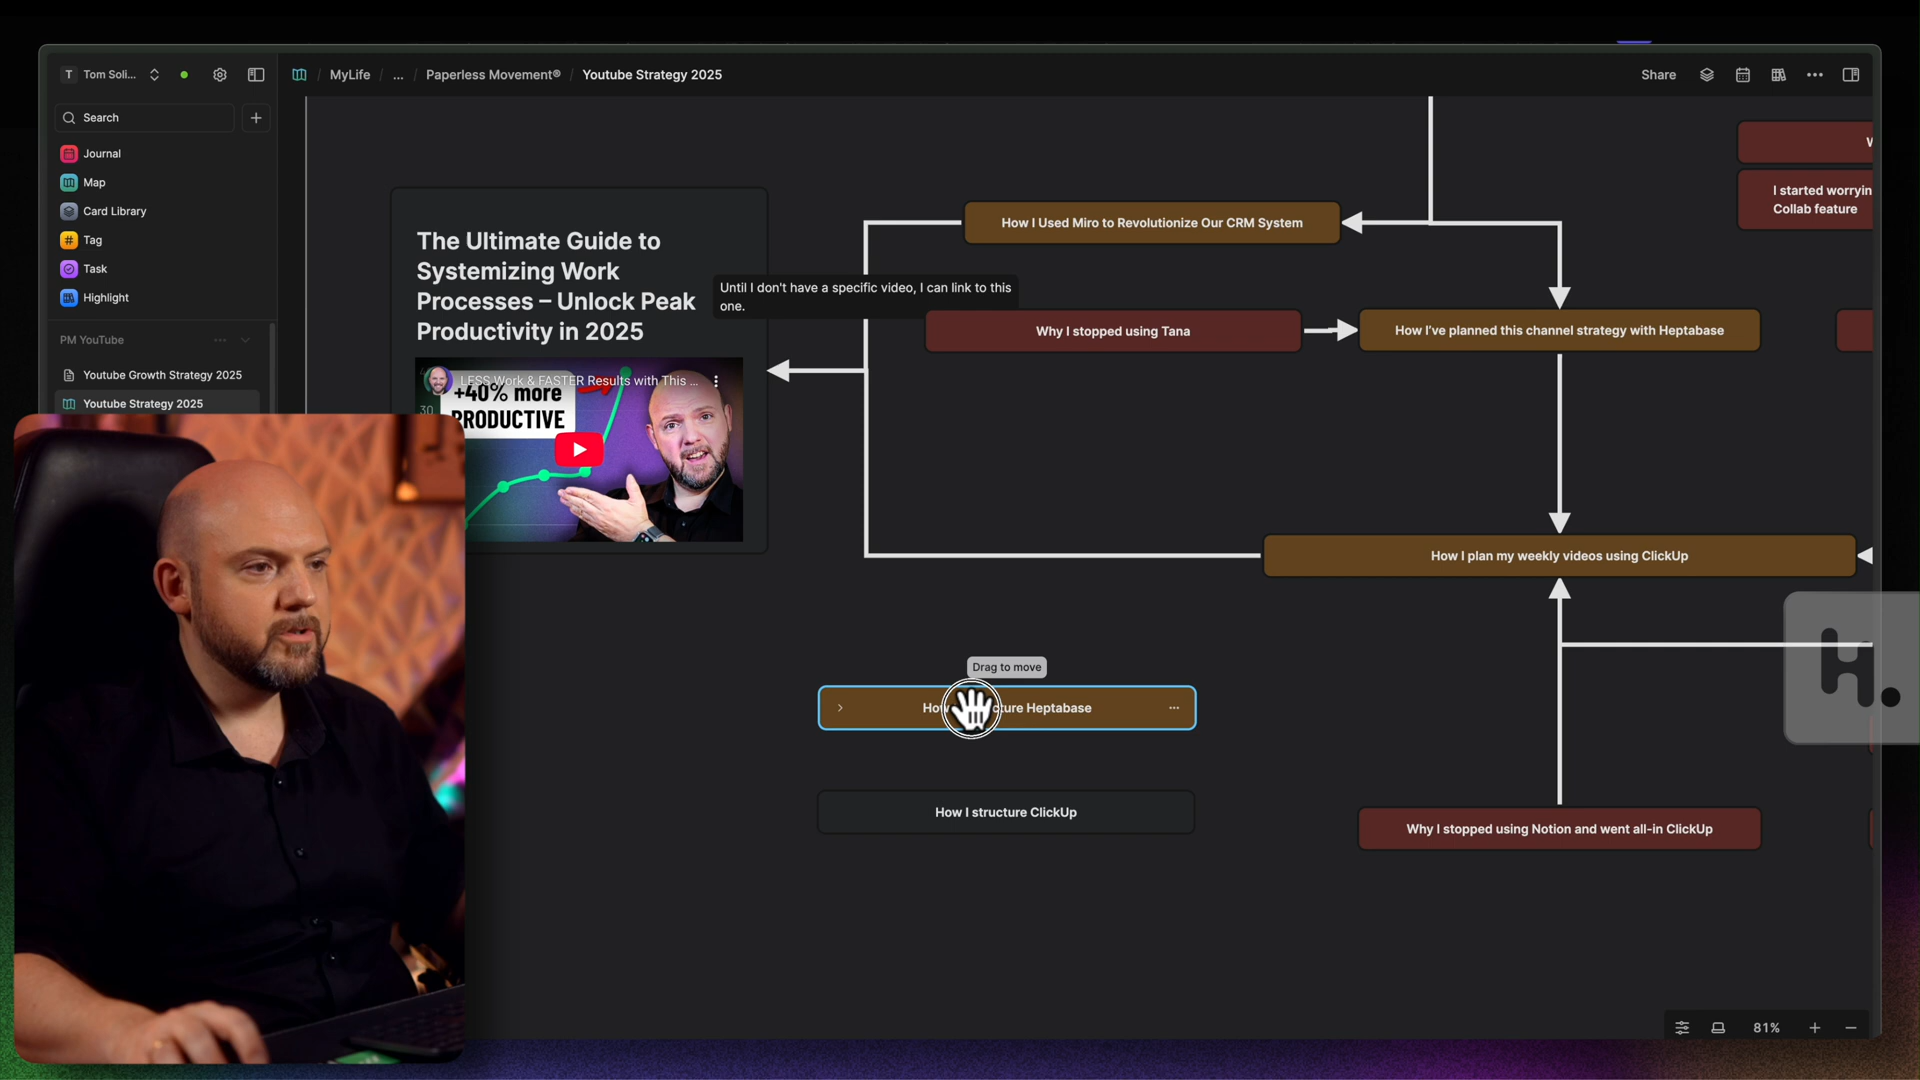 T Tom Soli...
MyLife / ... / Paperless Movement® / Youtube Strategy 2025
Share
Search
Journal
Map
Card Library
Tag
Task
Highlight
PM YouTube
Youtube Growth Strategy 2025
Youtube Strategy 2025
The Ultimate Guide to
Systemizing Work
Processes – Unlock Peak
Productivity in 2025
LESS Work & FASTER Results with This ...
+40% more
PRODUCTIVE
30
How I Used Miro to Revolutionize Our CRM System
Until I don't have a specific video, I can link to this
one.
Why I stopped using Tana
How I've planned this channel strategy with Heptabase
I started worryin
Collab feature
How I plan my weekly videos using ClickUp
Drag to move
How cture Heptabase
How I structure ClickUp
Why I stopped using Notion and went all-in ClickUp
81%